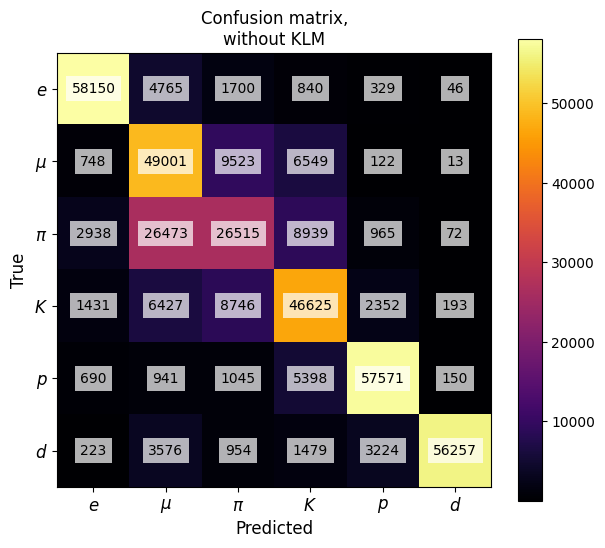 Confusion matrix,
without KLM
e 58150 4765 1700 840 329 46
μ 748 49001 9523 6549 122 13
π 2938 26473 26515 8939 965 72
K 1431 6427 8746 46625 2352 193
p 690 941 1045 5398 57571 150
d 223 3576 954 1479 3224 56257
e μ π K p d
True
Predicted
50000
40000
30000
20000
10000